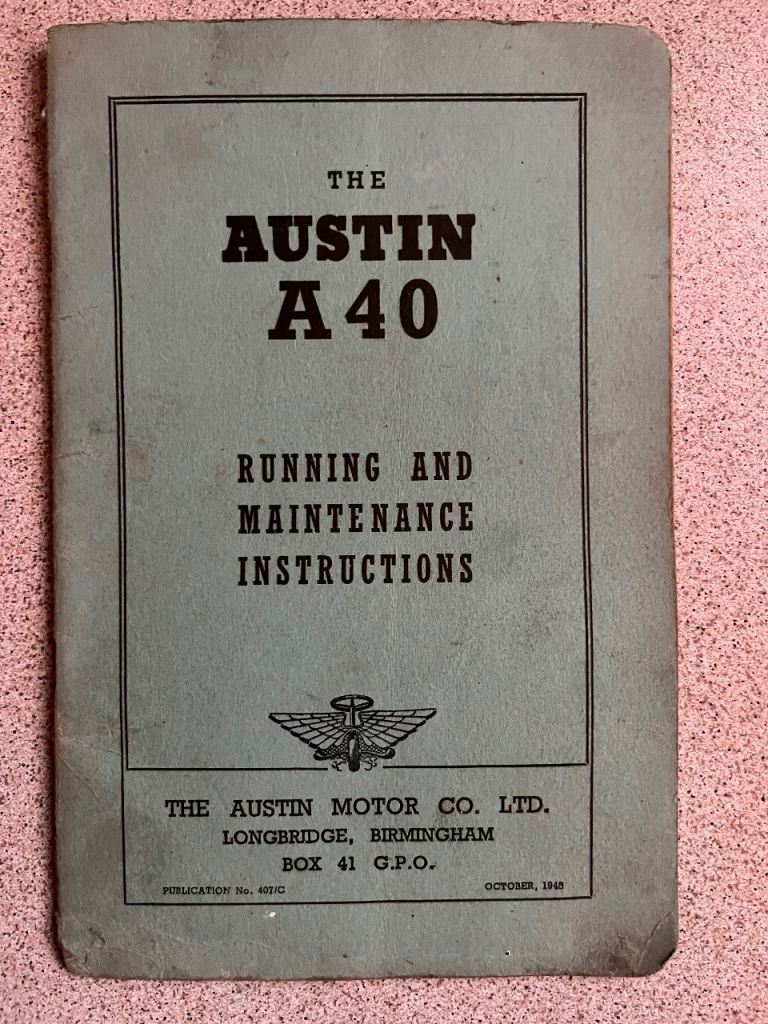 THE
AUSTIN
A40
RUNNING AND
MAINTENANCE
INSTRUCTIONS
THE AUSTIN MOTOR CO. LTD.
LONGBRIDGE, BIRMINGHAM
BOX 41 G.P.O.
PUBLICATION No. 407/C
OCTOBER, 1948